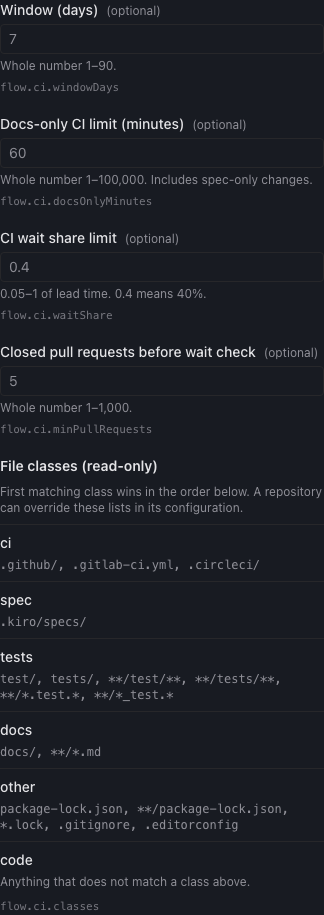 Window (days) (optional)
7
Whole number 1–90.
flow.ci.windowDays
Docs-only CI limit (minutes) (optional)
60
Whole number 1–100,000. Includes spec-only changes.
flow.ci.docsOnlyMinutes
CI wait share limit (optional)
0.4
0.05–1 of lead time. 0.4 means 40%.
flow.ci.waitShare
Closed pull requests before wait check (optional)
5
Whole number 1–1,000.
flow.ci.minPullRequests
File classes (read-only)
First matching class wins in the order below. A repository
can override these lists in its configuration.
ci
.github/, .gitlab-ci.yml, .circleci/
spec
.kiro/specs/
tests
test/, tests/, **/test/**, **/tests/**,
**/*.test.*, **/*_test.*
docs
docs/, **/*.md
other
package-lock.json, **/package-lock.json,
*.lock, .gitignore, .editorconfig
code
Anything that does not match a class above.
flow.ci.classes